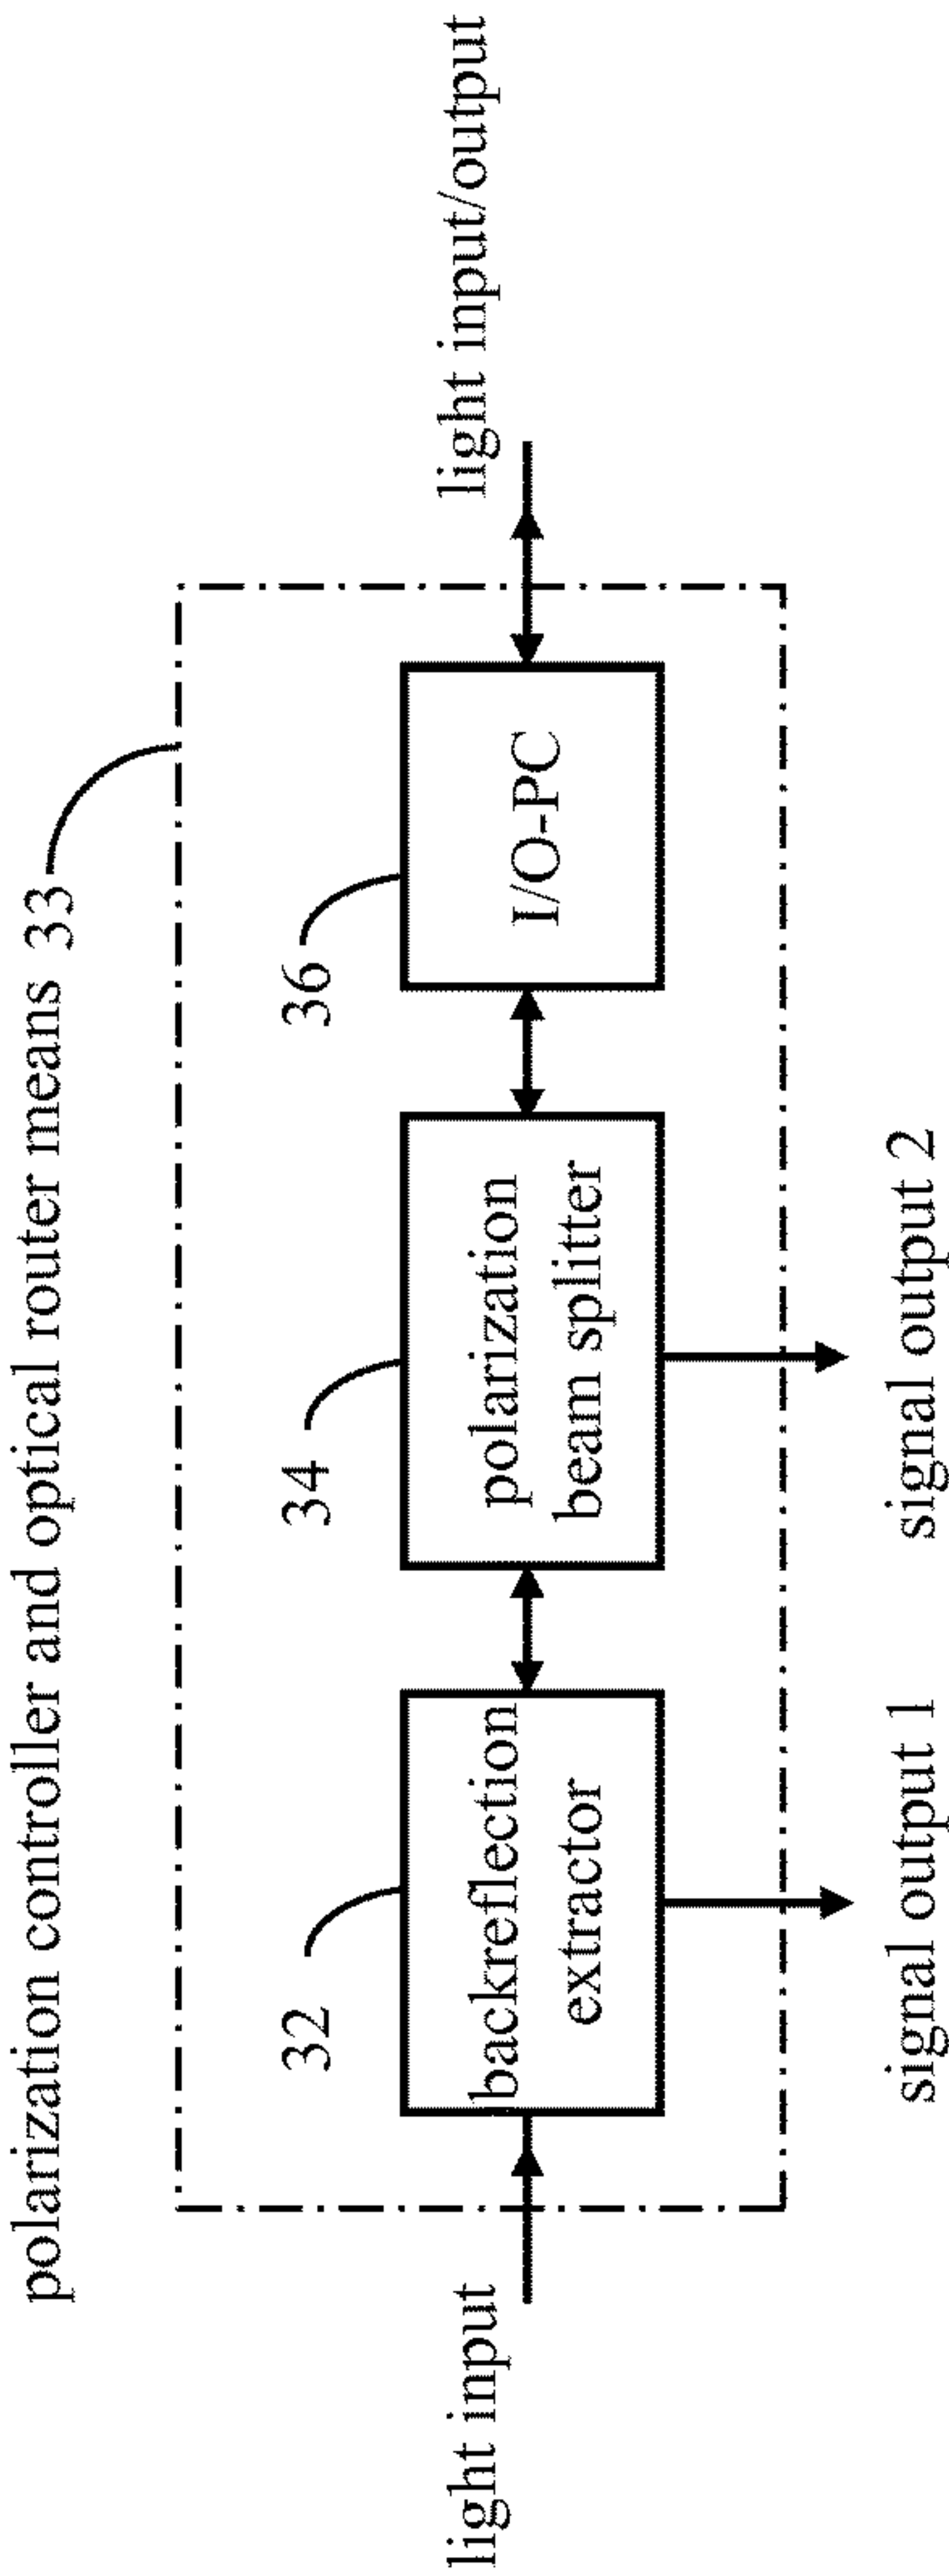 polarization controller and optical router means 33
32
34
36
light input
backreflection
extractor
polarization
beam splitter
I/O-PC
light input/output
signal output 1
signal output 2